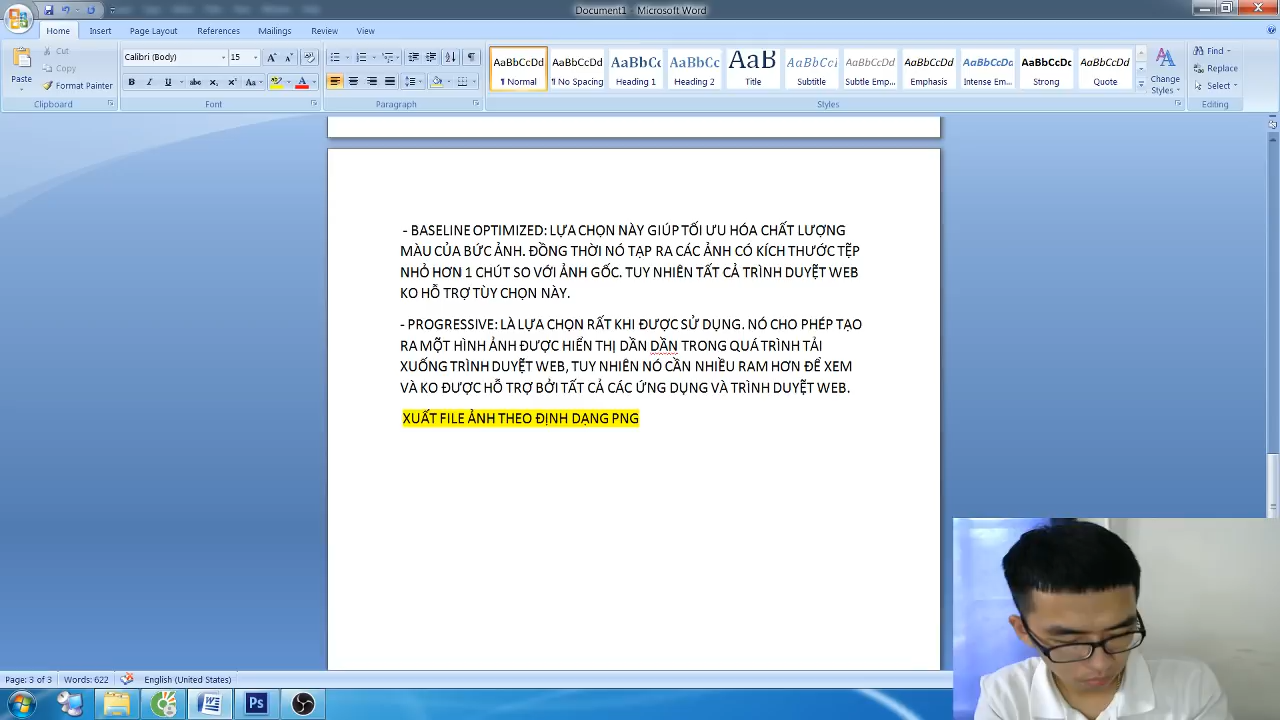 Document1 - Microsoft Word
Home Insert Page Layout References Mailings Review View
Paste
Cut
Copy
Format Painter
Clipboard
Calibri (Body) 15
Font
Paragraph
AaBbCcDd AaBbCcDd AaBbC AaBbCc AaB AaBbCcl AaBbCcDd AaBbCcDd AaBbCcDd AaBbCcDc AaBbCcDd
¶ Normal ¶ No Spacing Heading 1 Heading 2 Title Subtitle Subtle Emp... Emphasis Intense Em... Strong Quote
Change Styles
Styles
Find
Replace
Select
Editing
- BASELINE OPTIMIZED: LỰA CHỌN NÀY GIÚP TỐI ƯU HÓA CHẤT LƯỢNG
MÀU CỦA BỨC ẢNH. ĐỒNG THỜI NÓ TẠP RA CÁC ẢNH CÓ KÍCH THƯỚC TỆP
NHỎ HƠN 1 CHÚT SO VỚI ẢNH GỐC. TUY NHIÊN TẤT CẢ TRÌNH DUYỆT WEB
KO HỖ TRỢ TÙY CHỌN NÀY.
- PROGRESSIVE: LÀ LỰA CHỌN RẤT KHI ĐƯỢC SỬ DỤNG. NÓ CHO PHÉP TẠO
RA MỘT HÌNH ẢNH ĐƯỢC HIỂN THỊ DẦN DẦN TRONG QUÁ TRÌNH TẢI
XUỐNG TRÌNH DUYỆT WEB, TUY NHIÊN NÓ CẦN NHIỀU RAM HƠN ĐỂ XEM
VÀ KO ĐƯỢC HỖ TRỢ BỞI TẤT CẢ CÁC ỨNG DỤNG VÀ TRÌNH DUYỆT WEB.
XUẤT FILE ẢNH THEO ĐỊNH DẠNG PNG
Page: 3 of 3 Words: 622 English (United States)
Ps